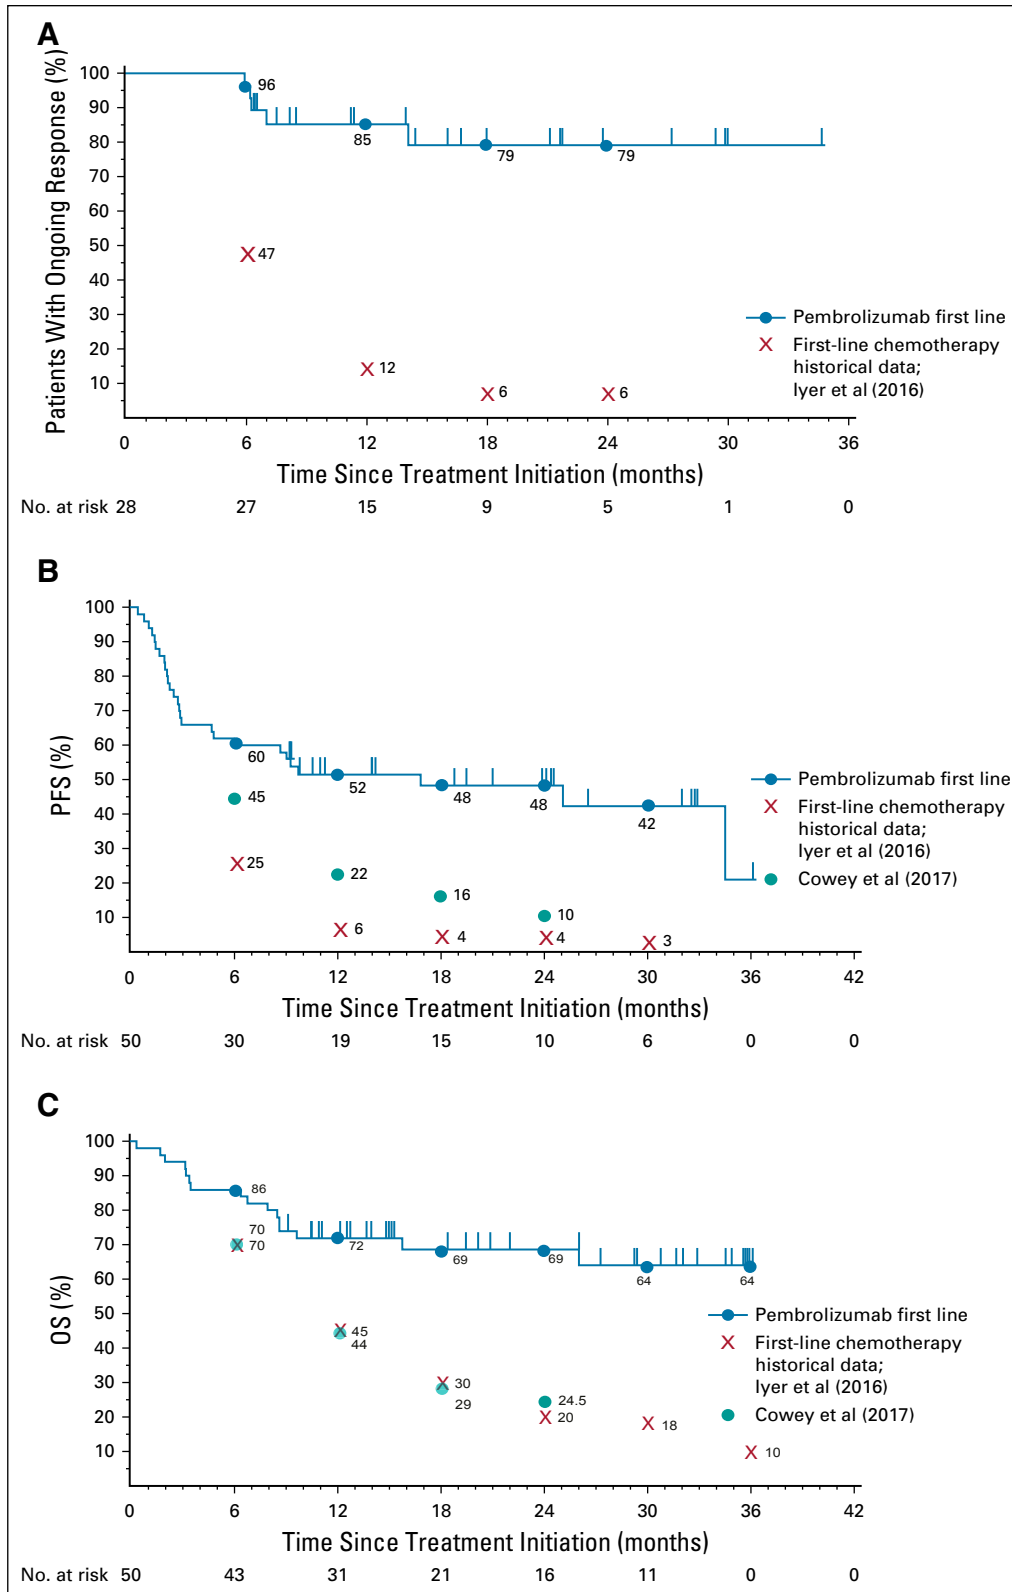 A
Patients With Ongoing Response (%)
100
90
80
70
60
50
40
30
20
10
96
85
79
79
47
12
6
6
Pembrolizumab first line
First-line chemotherapy
historical data;
Iyer et al (2016)
0 6 12 18 24 30 36
Time Since Treatment Initiation (months)
No. at risk 28 27 15 9 5 1 0
B
PFS (%)
100
90
80
70
60
50
40
30
20
10
60
52
48
48
42
45
22
16
10
25
6
4
4
3
Pembrolizumab first line
First-line chemotherapy
historical data;
Iyer et al (2016)
Cowey et al (2017)
0 6 12 18 24 30 36 42
Time Since Treatment Initiation (months)
No. at risk 50 30 19 15 10 6 0 0
C
OS (%)
100
90
80
70
60
50
40
30
20
10
86
72
69
69
64
64
70
70
45
44
30
29
24.5
20
18
10
Pembrolizumab first line
First-line chemotherapy
historical data;
Iyer et al (2016)
Cowey et al (2017)
0 6 12 18 24 30 36 42
Time Since Treatment Initiation (months)
No. at risk 50 43 31 21 16 11 0 0